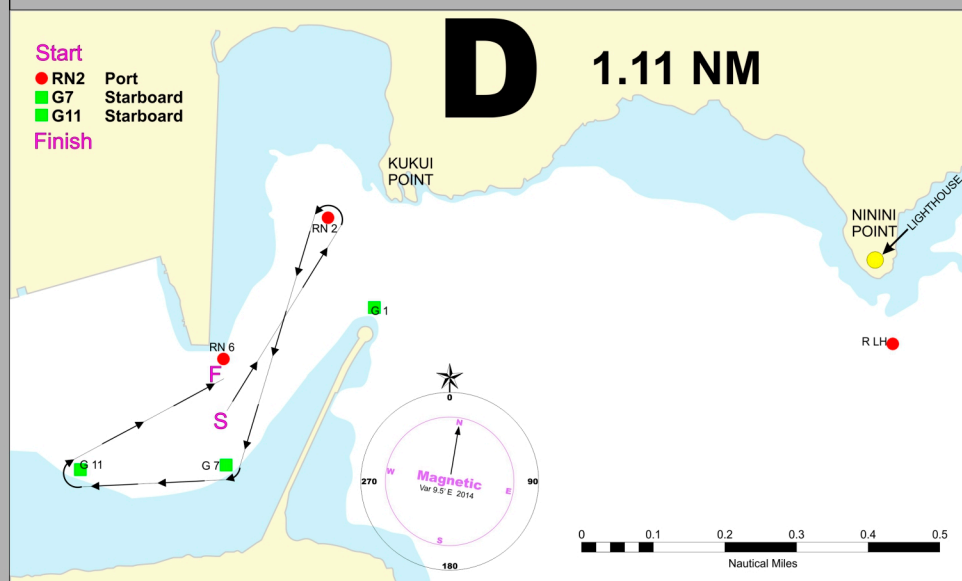 D
1.11 NM
Start
RN2 Port
G7 Starboard
G11 Starboard
Finish
KUKUI
POINT
NININI
POINT
LIGHTHOUSE
RN 2
G 1
R LH
RN 6
F
S
G 11
G 7
0
N
W
Magnetic
270
90
Var 9.5° E 2014
E
S
180
0 0.1 0.2 0.3 0.4 0.5
Nautical Miles